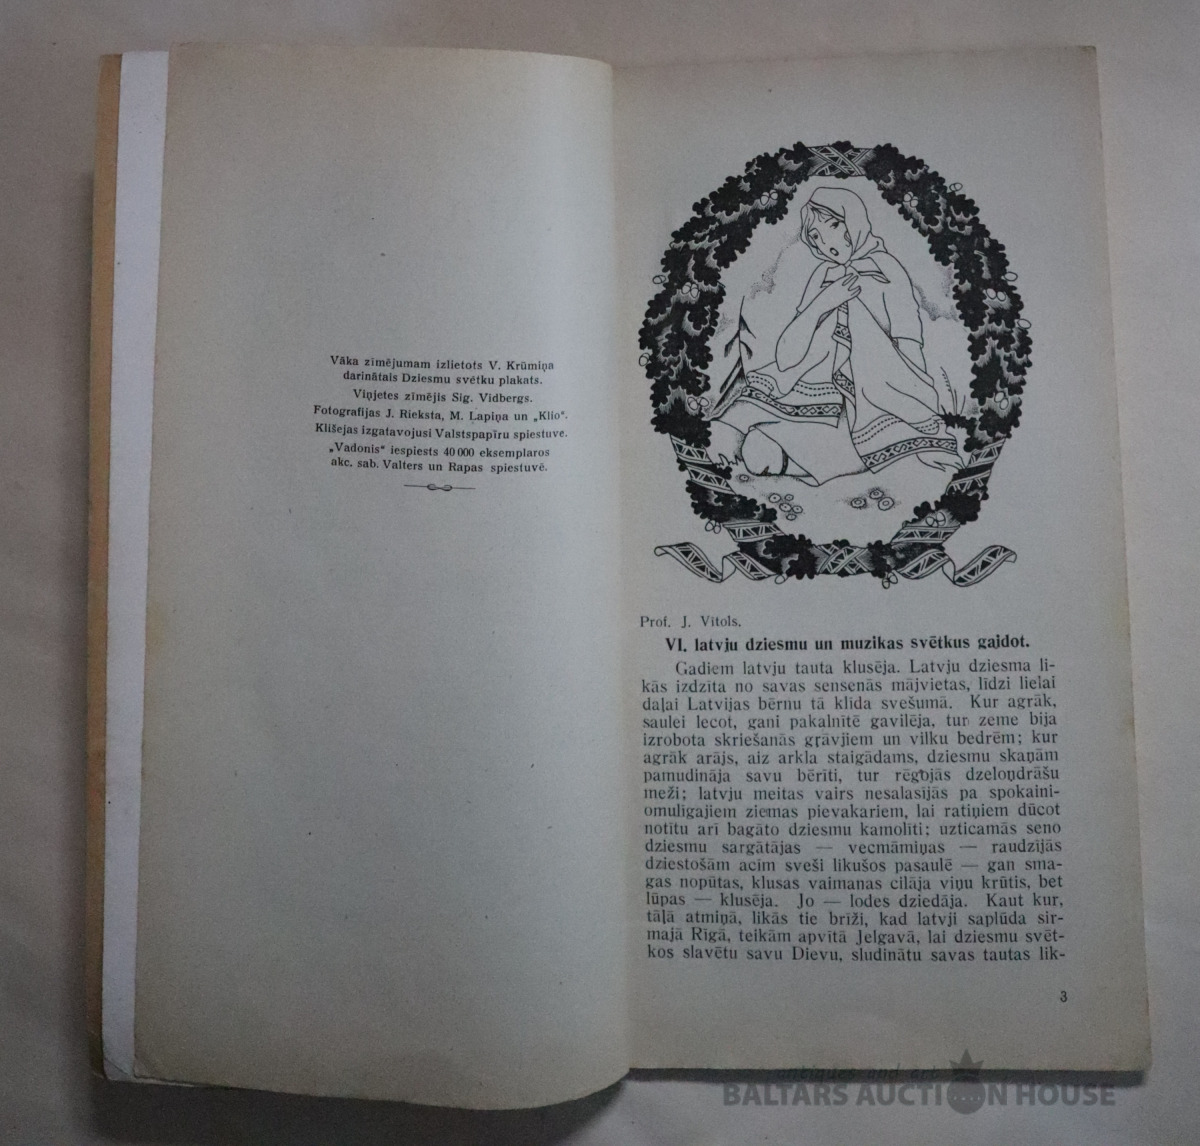 Vāka zīmējumam izlietots V. Krūmiņa
darinātais Dziesmu svētku plakats.
Viņjetes zīmējis Sig. Vidbergs.
Fotografijas J. Rieksta, M. Lapiņa un „Klio“.
Klišejas izgatavojusi Valstspapīru spiestuve.
„Vadonis“ iespiests 40 000 eksemplaros
akc. sab. Valters un Rapas spiestuvē.
Prof. J. Vītols.
VI. latvju dziesmu un muzikas svētkus gaidot.
Gadiem latvju tauta klusēja. Latvju dziesma li-
kās izdzīta no savas sensenās mājvietas, līdzi lielai
daļai Latvijas bērnu tā klīda svešumā. Kur agrāk,
saulei lecot, gani pakalnītē gavilēja, tur zeme bija
izrobota skriešanās grāvjiem un vilku bedrēm; kur
agrāk arājs, aiz arkla staigādams, dziesmu skaņām
pamudināja savu bērīti, tur rēgojās dzeloņdrāšu
meži; latvju meitas vairs nesalasījās pa spokaini-
omulīgajiem ziemas pievakariem, lai ratiņiem dūcot
notītu arī bagāto dziesmu kamolīti; uzticamās seno
dziesmu sargātājas — vecmāmiņas — raudzījās
dziestošām acīm sveši likušos pasaulē — gan sma-
gas nopūtas, klusas vaimanas cilāja viņu krūtis, bet
lūpas — klusēja. Jo — lodes dziedāja. Kaut kur,
tāļā atmiņā, likās tie brīži, kad latvji saplūda sir-
majā Rīgā, teikām apvītā Jelgavā, lai dziesmu svēt-
kos slavētu savu Dievu, sludinātu savas tautas lik-
3
antiques and art
BALTARS AUCTION HOUSE